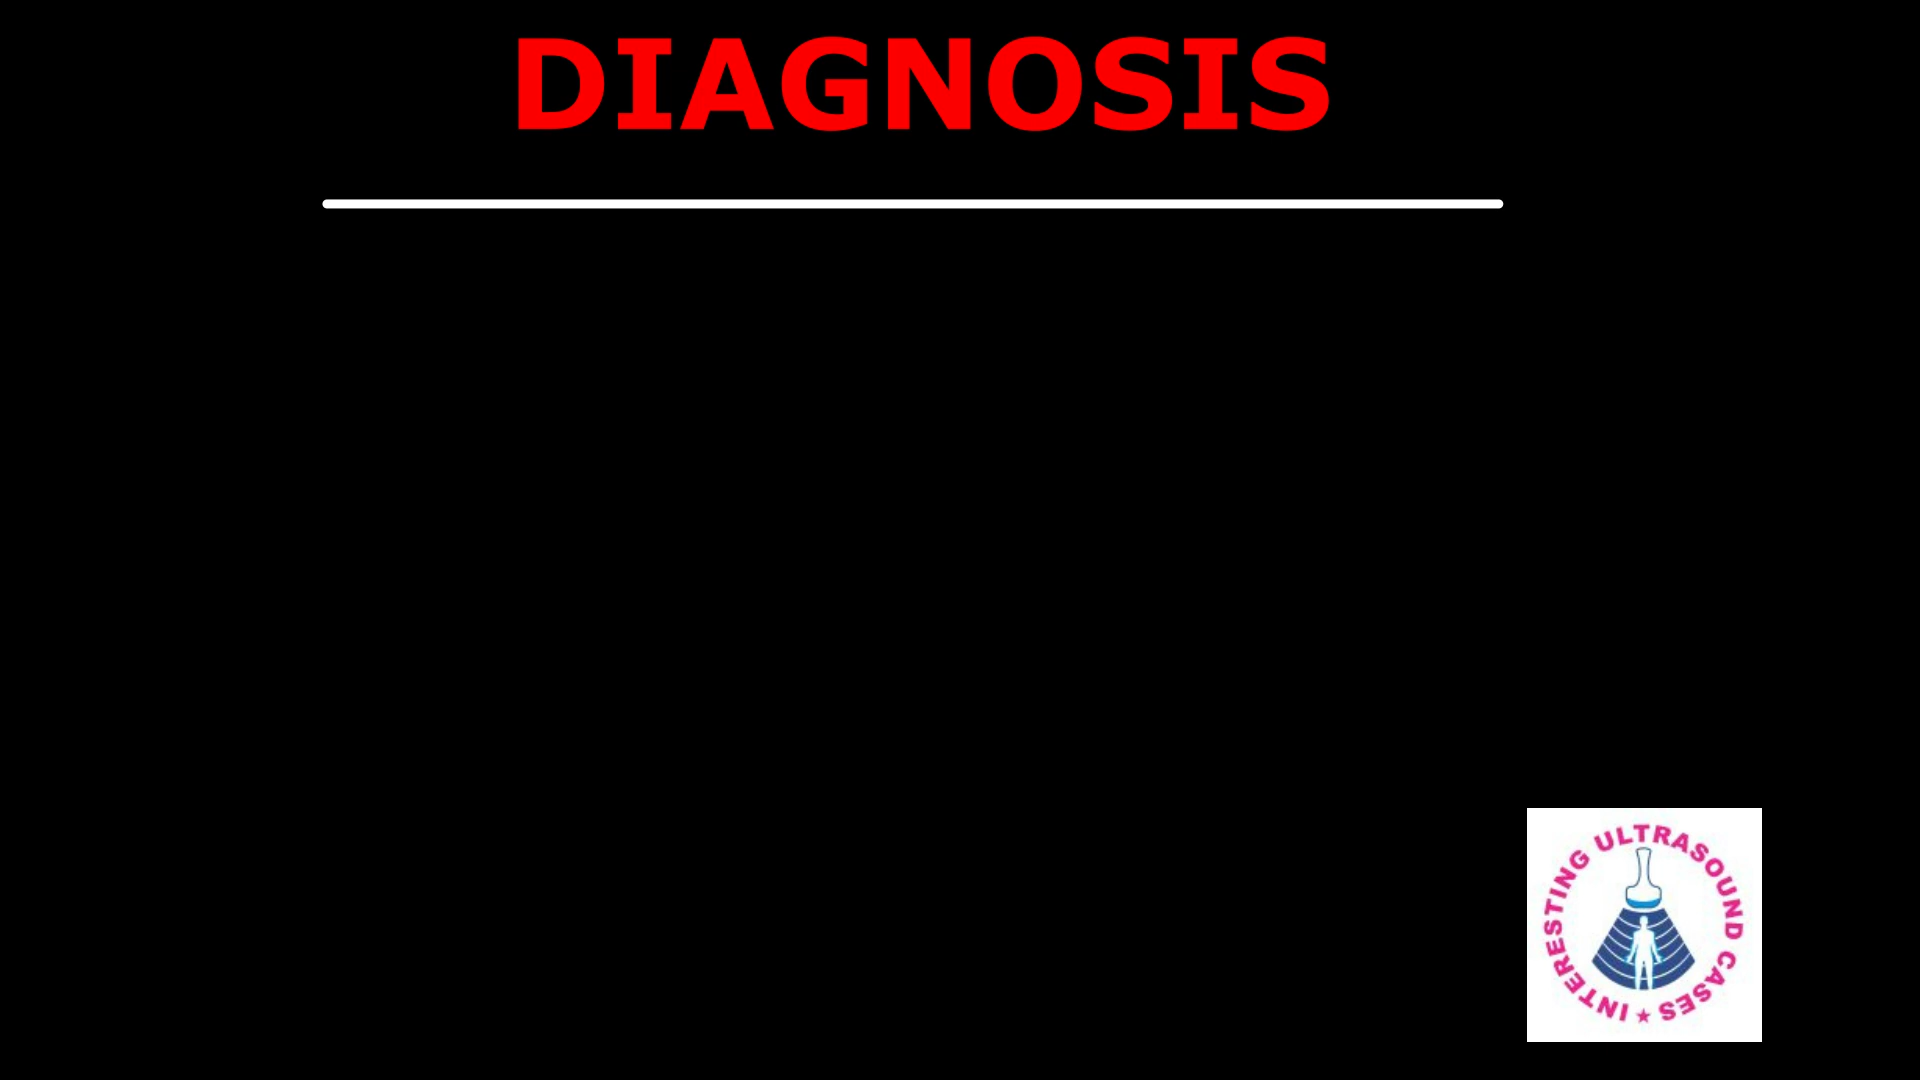 DIAGNOSIS
INTERESTING ULTRASOUND CASES ★